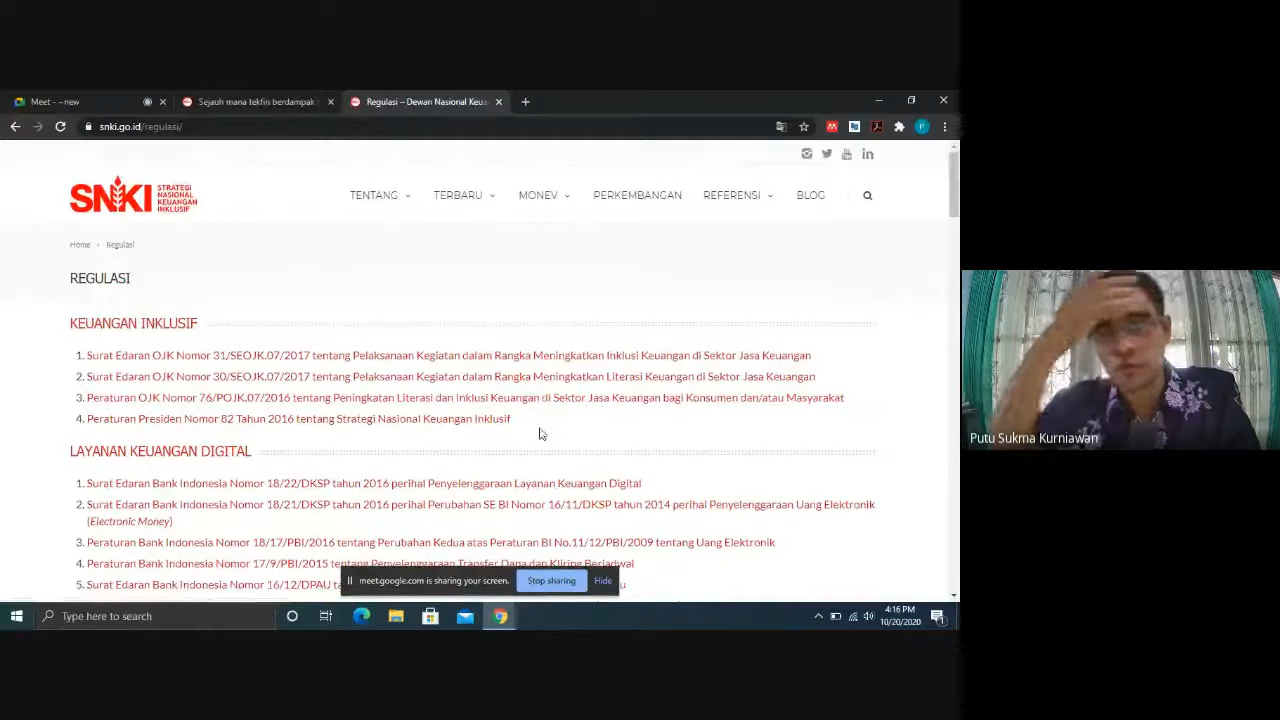 Meet - ~new
Sejauh mana tekfin berdampak
Regulasi – Dewan Nasional Keua
snki.go.id/regulasi/
P
SNKI STRATEGI
NASIONAL
KEUANGAN
INKLUSIF
TENTANG
TERBARU
MONEV
PERKEMBANGAN
REFERENSI
BLOG
Home › Regulasi
REGULASI
KEUANGAN INKLUSIF
1. Surat Edaran OJK Nomor 31/SEOJK.07/2017 tentang Pelaksanaan Kegiatan dalam Rangka Meningkatkan Inklusi Keuangan di Sektor Jasa Keuangan
2. Surat Edaran OJK Nomor 30/SEOJK.07/2017 tentang Pelaksanaan Kegiatan dalam Rangka Meningkatkan Literasi Keuangan di Sektor Jasa Keuangan
3. Peraturan OJK Nomor 76/POJK.07/2016 tentang Peningkatan Literasi dan Inklusi Keuangan di Sektor Jasa Keuangan bagi Konsumen dan/atau Masyarakat
4. Peraturan Presiden Nomor 82 Tahun 2016 tentang Strategi Nasional Keuangan Inklusif
LAYANAN KEUANGAN DIGITAL
1. Surat Edaran Bank Indonesia Nomor 18/22/DKSP tahun 2016 perihal Penyelenggaraan Layanan Keuangan Digital
2. Surat Edaran Bank Indonesia Nomor 18/21/DKSP tahun 2016 perihal Perubahan SE BI Nomor 16/11/DKSP tahun 2014 perihal Penyelenggaraan Uang Elektronik
(Electronic Money)
3. Peraturan Bank Indonesia Nomor 18/17/PBI/2016 tentang Perubahan Kedua atas Peraturan BI No.11/12/PBI/2009 tentang Uang Elektronik
4. Peraturan Bank Indonesia Nomor 17/9/PBI/2015 tentang Penyelenggaraan Transfer Dana dan Kliring Berjadwal
5. Surat Edaran Bank Indonesia Nomor 16/12/DPAU
meet.google.com is sharing your screen.
Stop sharing
Hide
Type here to search
4:16 PM
10/20/2020
1
Putu Sukma Kurniawan